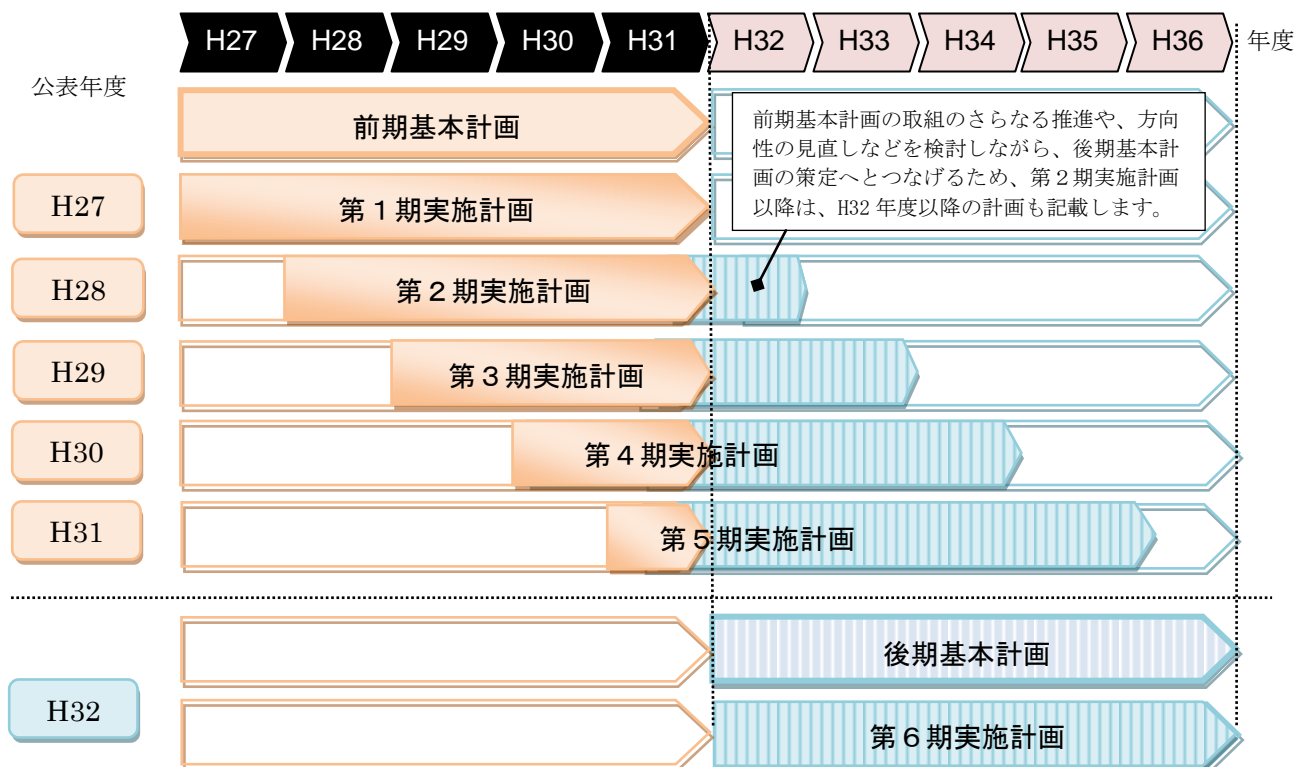 H27 H28 H29 H30 H31 H32 H33 H34 H35 H36 年度
公表年度
前期基本計画
前期基本計画の取組のさらなる推進や、方向
性の見直しなどを検討しながら、後期基本計
画の策定へとつなげるため、第２期実施計画
以降は、H32 年度以降の計画も記載します。
H27 第１期実施計画
H28 第２期実施計画
H29 第３期実施計画
H30 第４期実施計画
H31 第５期実施計画
後期基本計画
H32
第６期実施計画